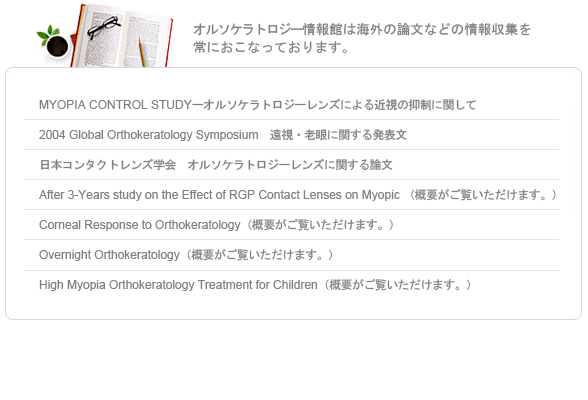 オルソケラトロジー情報館は海外の論文などの情報収集を
常におこなっております。
MYOPIA CONTROL STUDYーオルソケラトロジーレンズによる近視の抑制に関して
2004 Global Orthokeratology Symposium　遠視・老眼に関する発表文
日本コンタクトレンズ学会　オルソケラトロジーレンズに関する論文
After 3-Years study on the Effect of RGP Contact Lenses on Myopic （概要がご覧いただけます。）
Corneal Response to Orthokeratology（概要がご覧いただけます。）
Overnight Orthokeratology（概要がご覧いただけます。）
High Myopia Orthokeratology Treatment for Children（概要がご覧いただけます。）